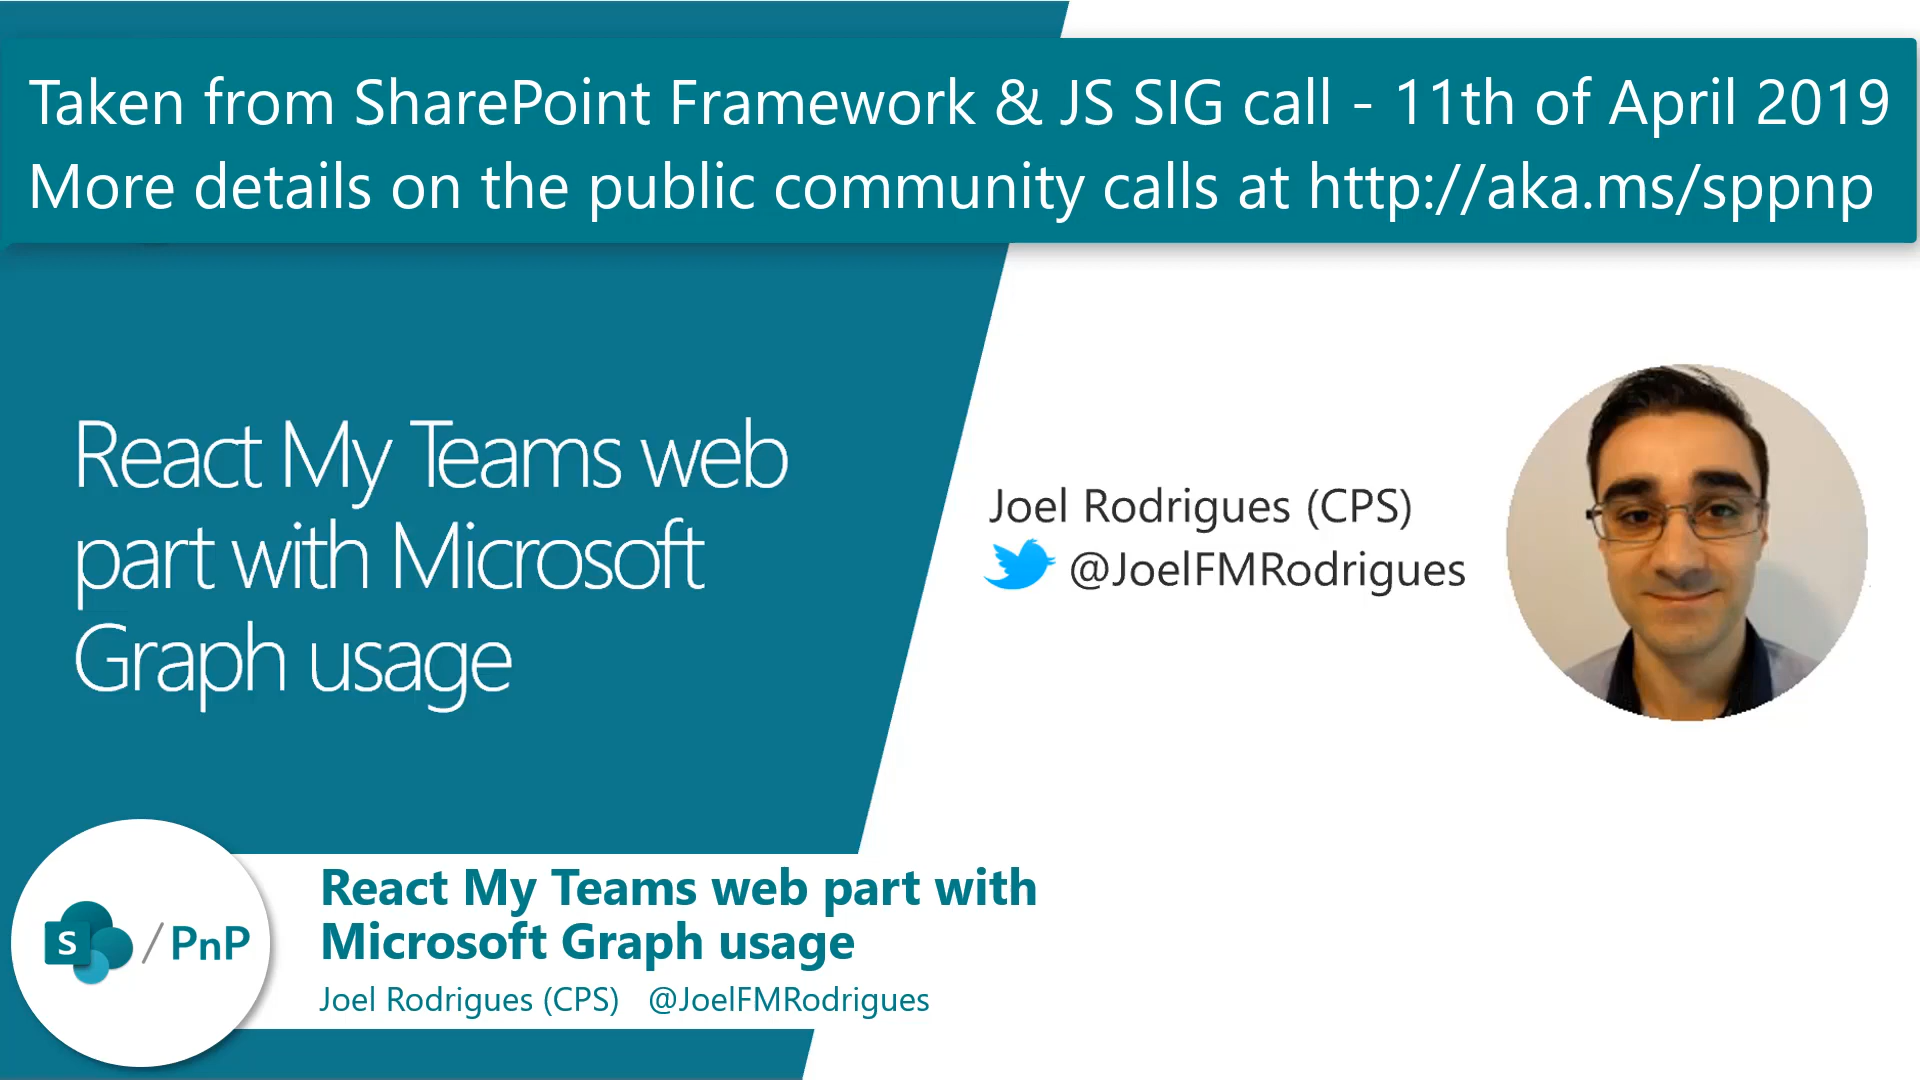 Taken from SharePoint Framework & JS SIG call - 11th of April 2019
More details on the public community calls at http://aka.ms/sppnp
React My Teams web
part with Microsoft
Graph usage
Joel Rodrigues (CPS)
@JoelFMRodrigues
S / PnP
React My Teams web part with
Microsoft Graph usage
Joel Rodrigues (CPS) @JoelFMRodrigues